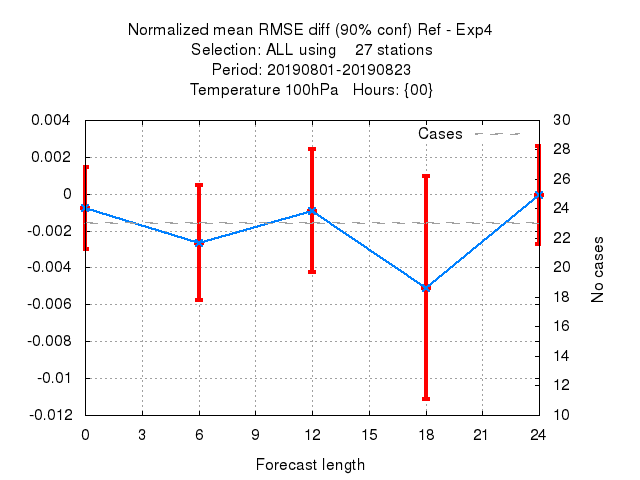 Normalized mean RMSE diff (90% conf) Ref - Exp4
Selection: ALL using    27 stations
Period: 20190801-20190823
Temperature 100hPa   Hours: {00}
Cases
0.004
0.002
0
-0.002
-0.004
-0.006
-0.008
-0.01
-0.012
30
28
26
24
22
20
18
16
14
12
10
No cases
0 3 6 9 12 15 18 21 24
Forecast length